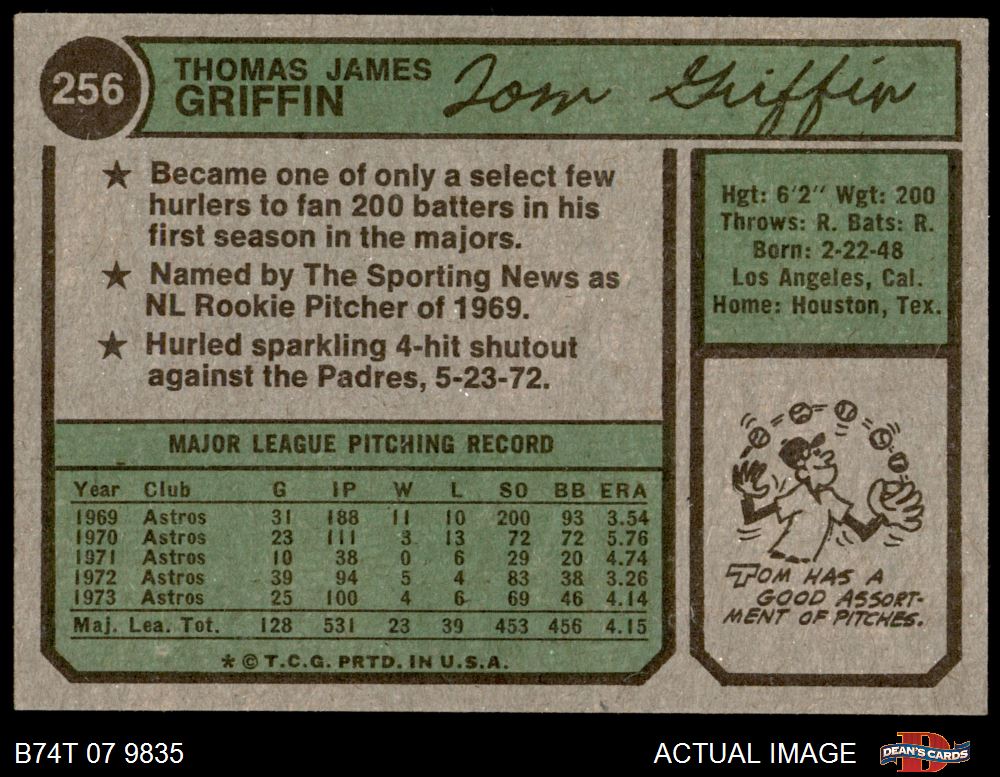 256
THOMAS JAMES
GRIFFIN
Tom Griffin
★ Became one of only a select few
hurlers to fan 200 batters in his
first season in the majors.
★ Named by The Sporting News as
NL Rookie Pitcher of 1969.
★ Hurled sparkling 4-hit shutout
against the Padres, 5-23-72.
Hgt: 6'2" Wgt: 200
Throws: R. Bats: R.
Born: 2-22-48
Los Angeles, Cal.
Home: Houston, Tex.
MAJOR LEAGUE PITCHING RECORD
Year Club G IP W L SO BB ERA
1969 Astros 31 188 11 10 200 93 3.54
1970 Astros 23 111 3 13 72 72 5.76
1971 Astros 10 38 0 6 29 20 4.74
1972 Astros 39 94 5 4 83 38 3.26
1973 Astros 25 100 4 6 69 46 4.14
Maj. Lea. Tot. 128 531 23 39 453 456 4.15
* © T.C.G. PRTD. IN U.S.A.
TOM HAS A
GOOD ASSORT-
MENT OF PITCHES.
B74T 07 9835
ACTUAL IMAGE
DEAN'S CARDS